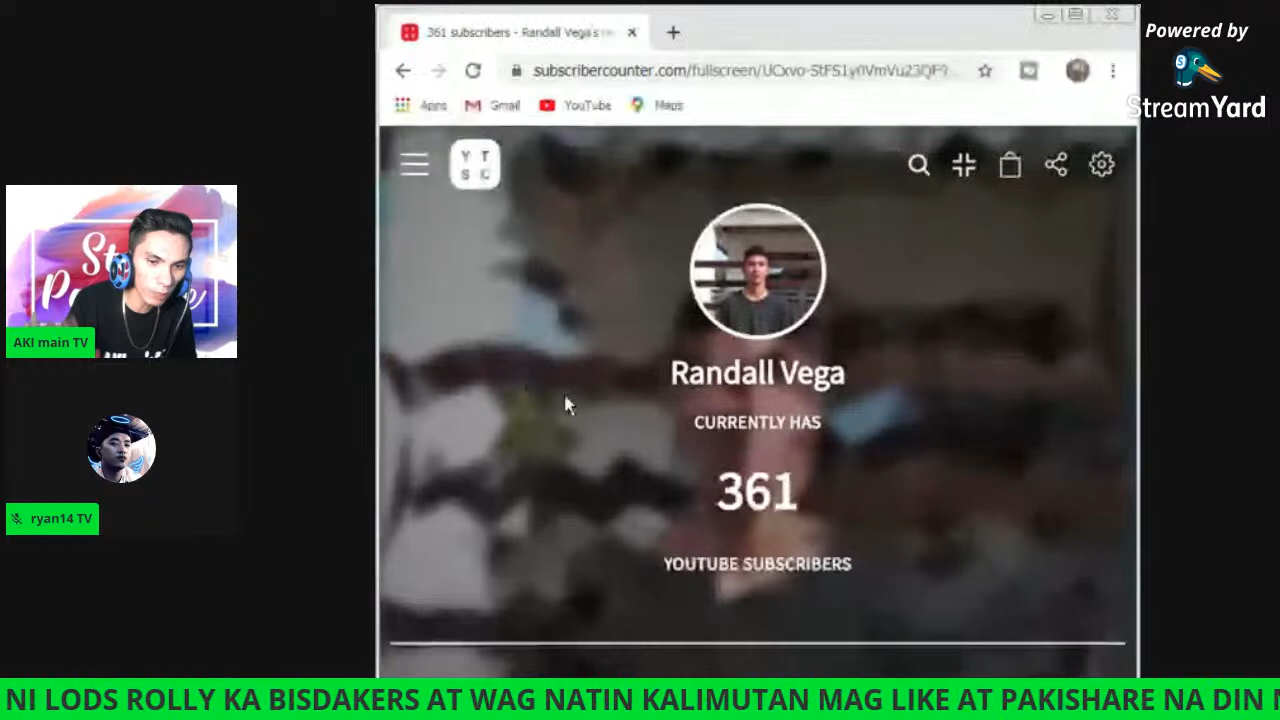 361 subscribers - Randall Vega's
Powered by
StreamYard
subscribercounter.com/fullscreen/UCxvo-StFS1y0VmVu23QF9...
Apps Gmail YouTube Maps
Y T
S C
AKI main TV
ryan14 TV
Randall Vega
CURRENTLY HAS
361
YOUTUBE SUBSCRIBERS
NI LODS ROLLY KA BISDAKERS AT WAG NATIN KALIMUTAN MAG LIKE AT PAKISHARE NA DIN